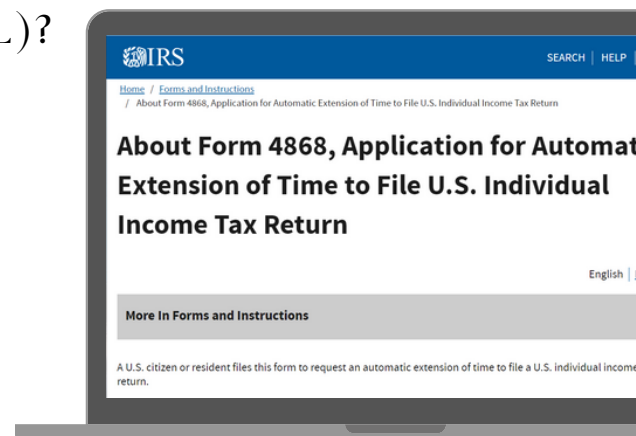 L)?
IRS
SEARCH | HELP |
Home / Forms and Instructions
/ About Form 4868, Application for Automatic Extension of Time to File U.S. Individual Income Tax Return
About Form 4868, Application for Automat
Extension of Time to File U.S. Individual
Income Tax Return
English |
More In Forms and Instructions
A U.S. citizen or resident files this form to request an automatic extension of time to file a U.S. individual income
return.